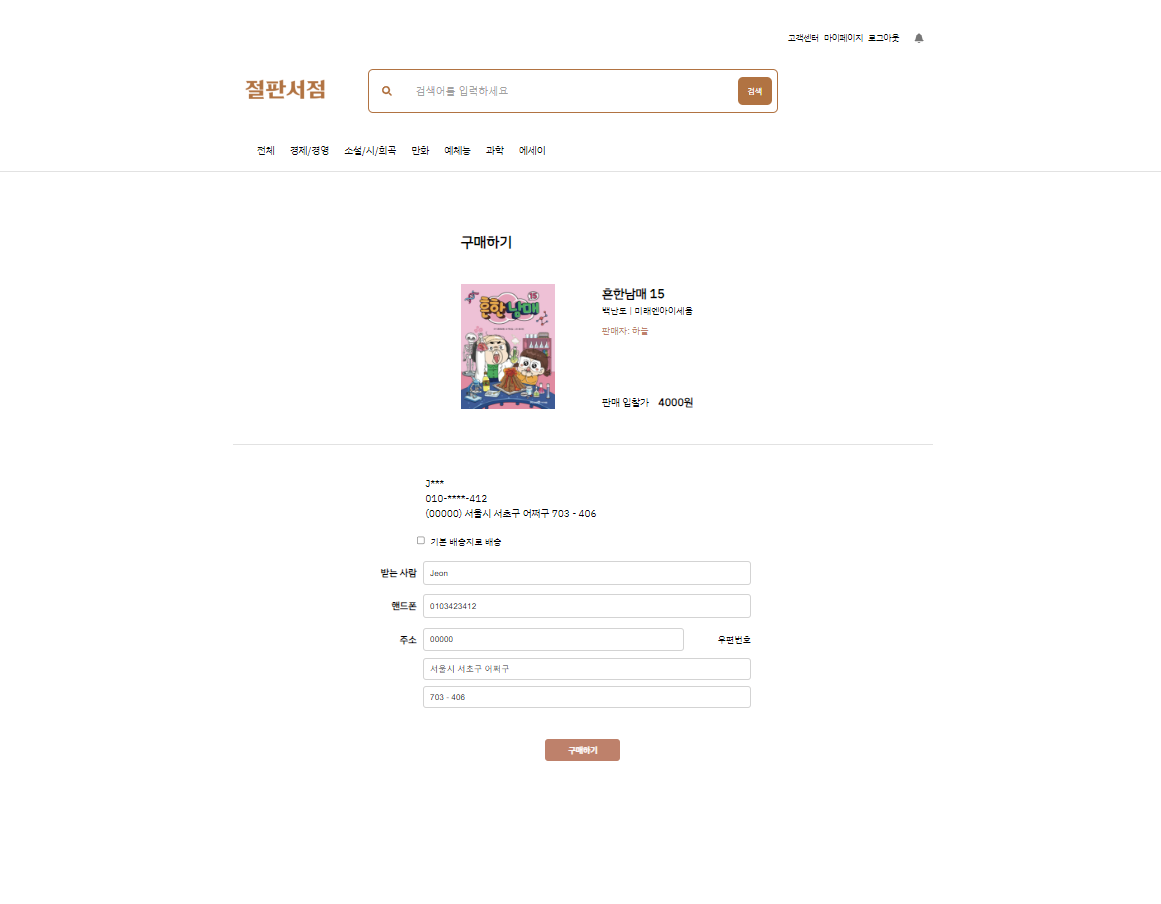 고객센터 마이페이지 로그아웃
절판서점
검색어를 입력하세요
검색
전체 경제/경영 소설/시/희곡 만화 예체능 과학 에세이
구매하기
15
흔한남매
흔한남매 15
백난도 | 미래엔아이세움
판매자: 하늘
판매 입찰가 4000원
J***
010-****-412
(00000) 서울시 서초구 어쩌구 703 - 406
기본 배송지로 배송
받는 사람 Jeon
핸드폰 0103423412
주소 00000 우편번호
서울시 서초구 어쩌구
703 - 406
구매하기